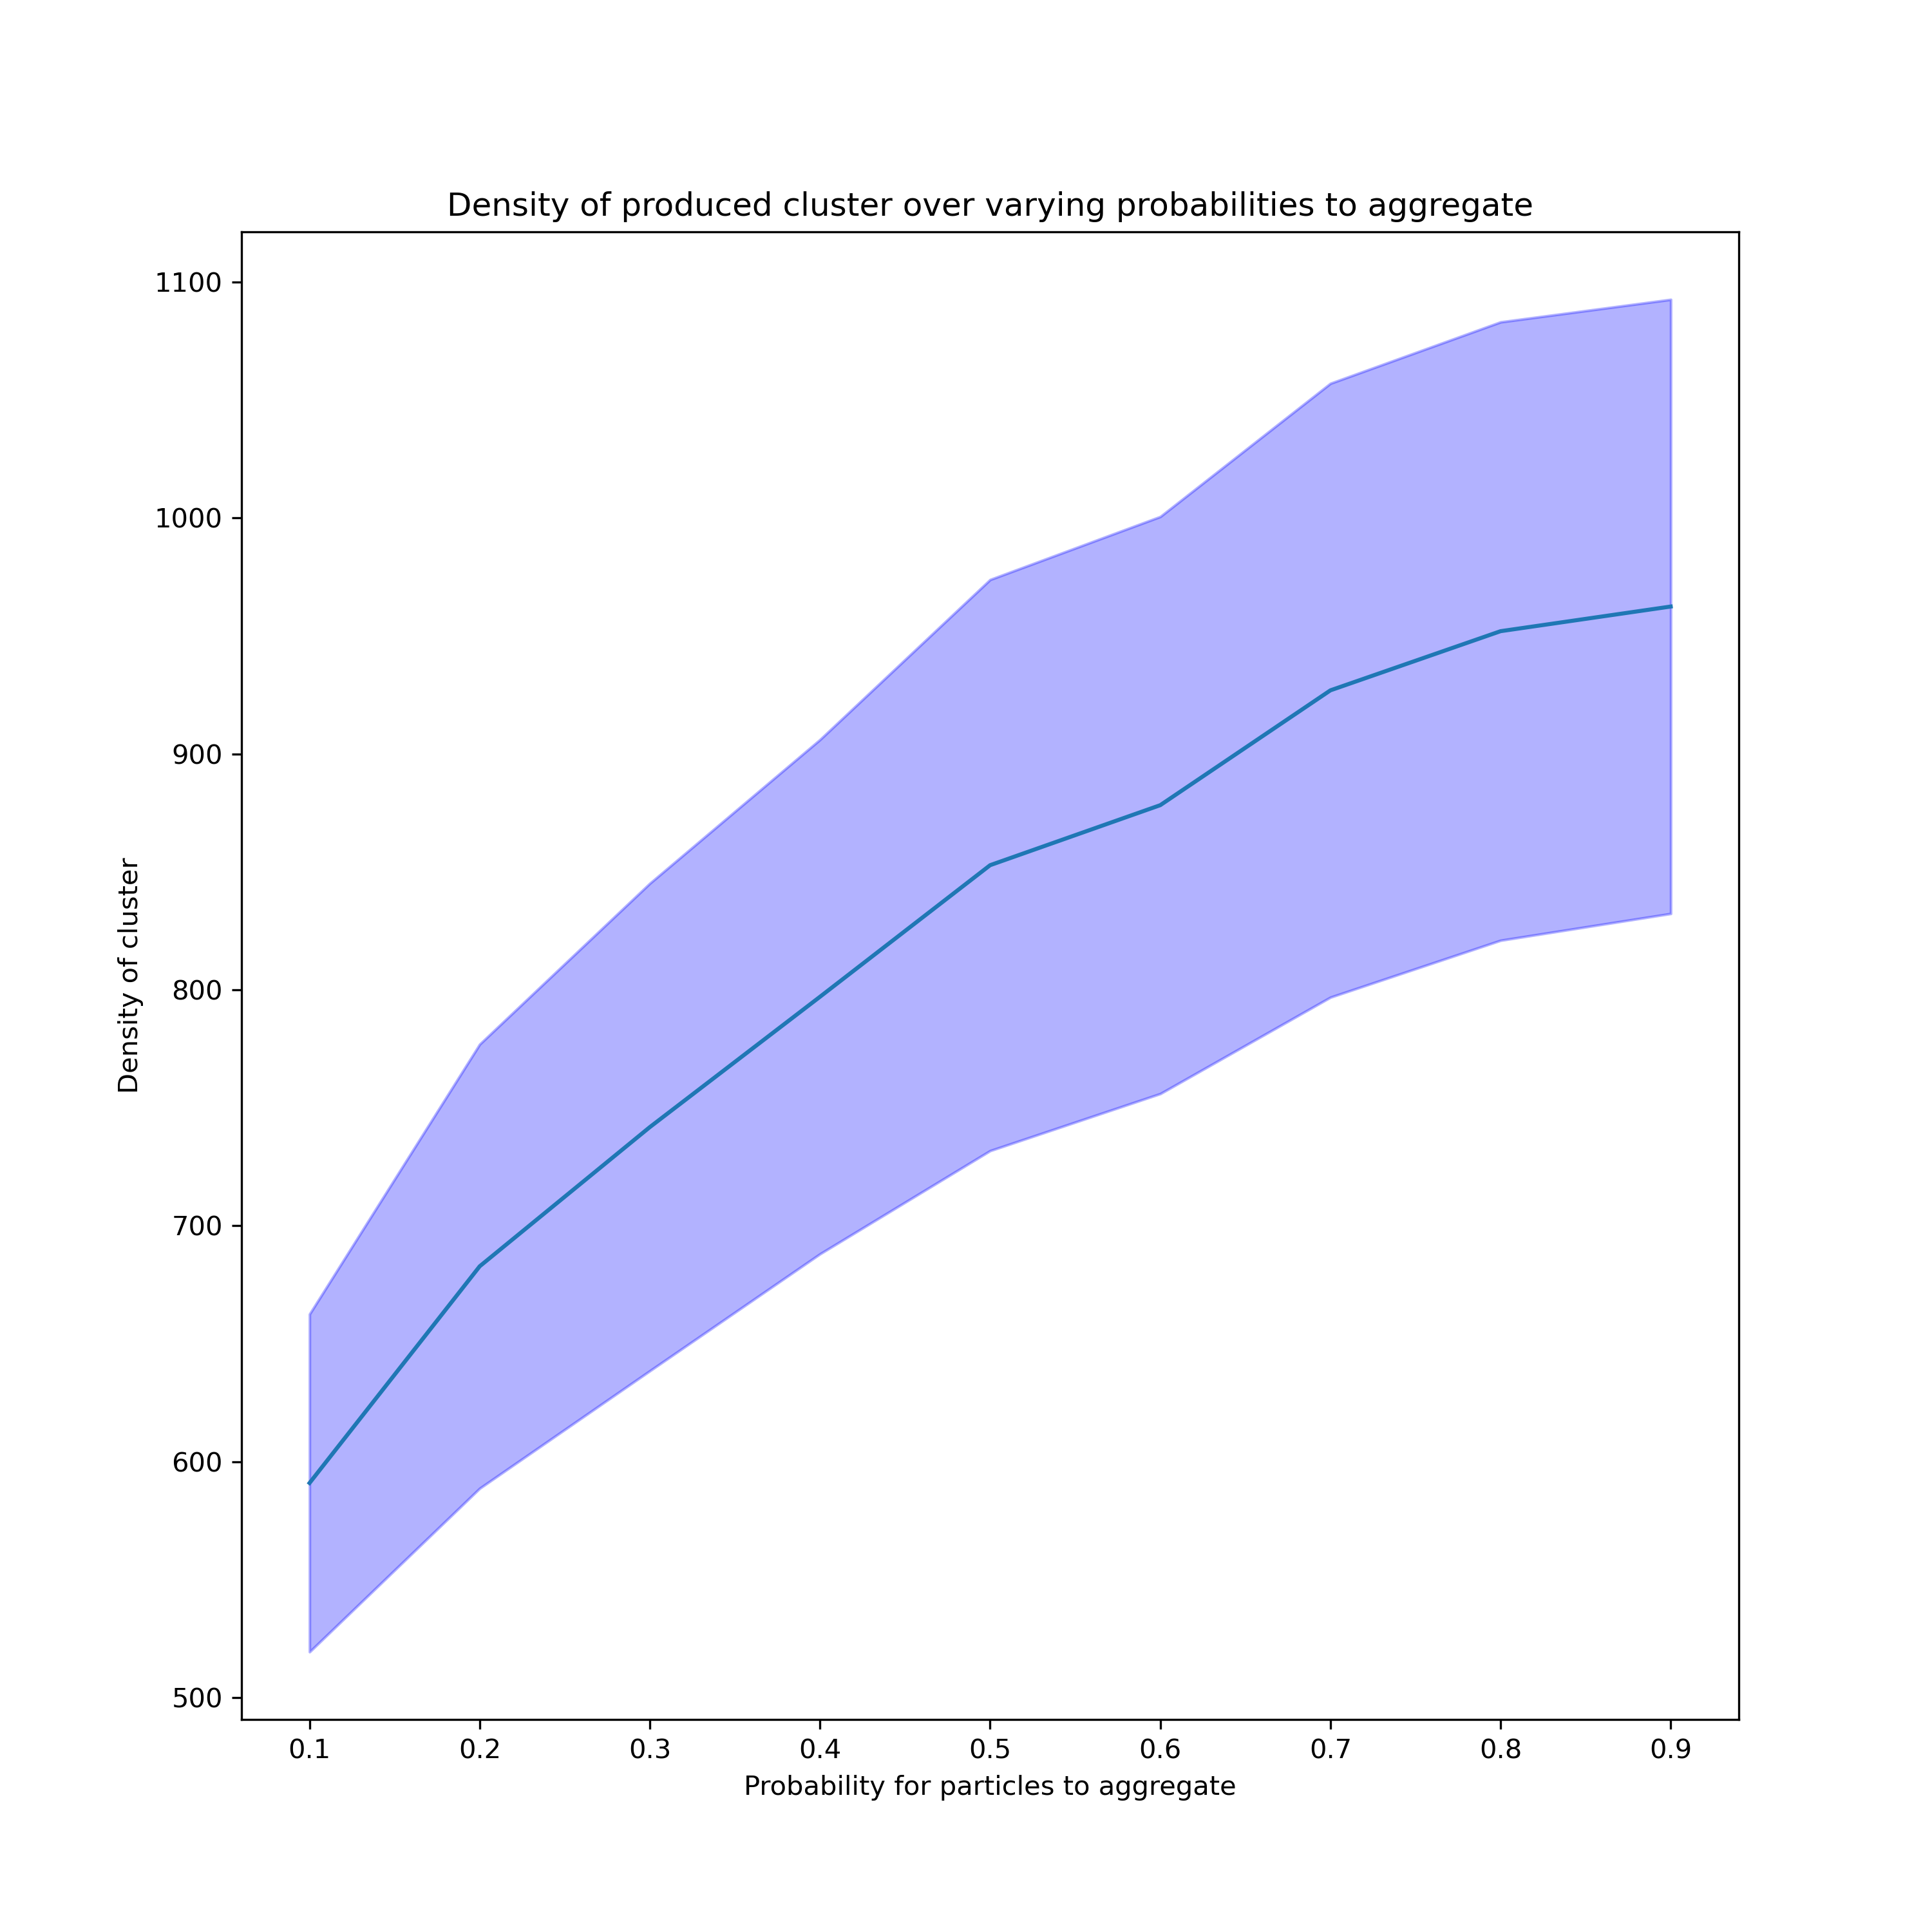 Density of produced cluster over varying probabilities to aggregate
1100
1000
900
800
700
600
500
Density of cluster
0.1 0.2 0.3 0.4 0.5 0.6 0.7 0.8 0.9
Probability for particles to aggregate